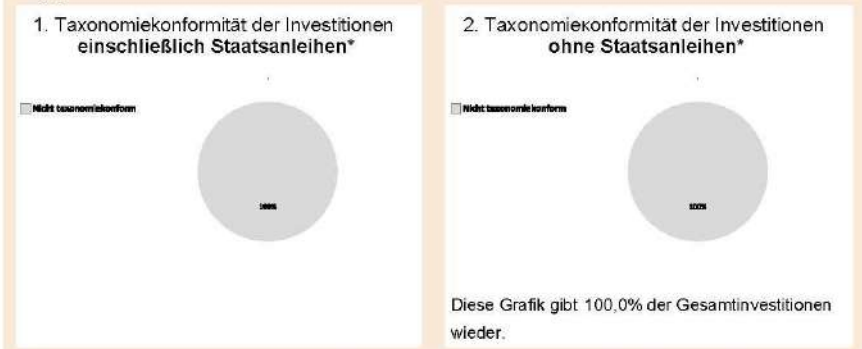 1. Taxonomiekonformität der Investitionen
einschließlich Staatsanleihen*
Nicht taxonomiekonform
100%
2. Taxonomiekonformität der Investitionen
ohne Staatsanleihen*
Nicht taxonomiekonform
100%
Diese Grafik gibt 100,0% der Gesamtinvestitionen
wieder.